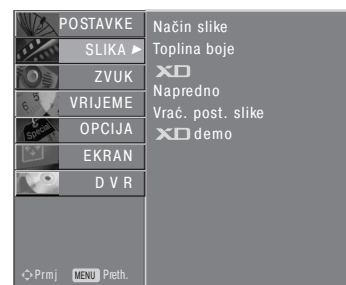 POSTAVKE
SLIKA
ZVUK
VRIJEME
OPCIJA
EKRAN
DVR
Način slike
Toplina boje
XD
Napredno
Vrać. post. slike
XD demo
Prmj MENU Preth.